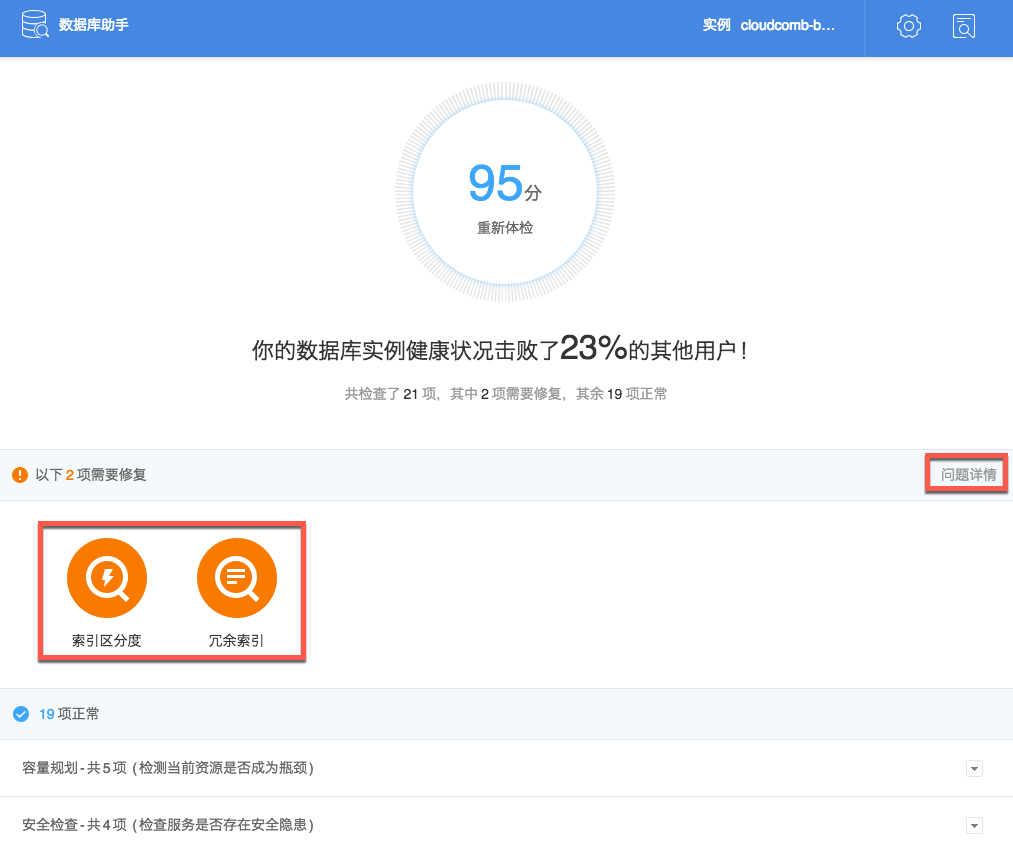 数据库助手 实例 cloudcomb-b...
95分
重新体检
你的数据库实例健康状况击败了23%的其他用户！
共检查了 21 项，其中 2 项需要修复，其余 19 项正常
以下 2 项需要修复 问题详情
索引区分度 冗余索引
19 项正常
容量规划 - 共 5 项 ( 检测当前资源是否成为瓶颈 )
安全检查 - 共 4 项 ( 检查服务是否存在安全隐患 )